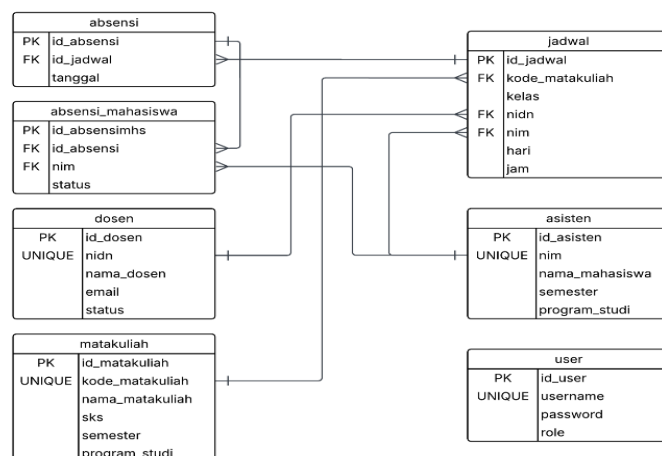 absensi
PK id_absensi
FK id_jadwal
tanggal
absensi_mahasiswa
PK id_absensimhs
FK id_absensi
FK nim
status
dosen
PK id_dosen
UNIQUE nidn
nama_dosen
email
status
matakuliah
PK id_matakuliah
UNIQUE kode_matakuliah
nama_matakuliah
sks
semester
program_studi
jadwal
PK id_jadwal
FK kode_matakuliah
kelas
FK nidn
FK nim
hari
jam
asisten
PK id_asisten
UNIQUE nim
nama_mahasiswa
semester
program_studi
user
PK id_user
UNIQUE username
password
role